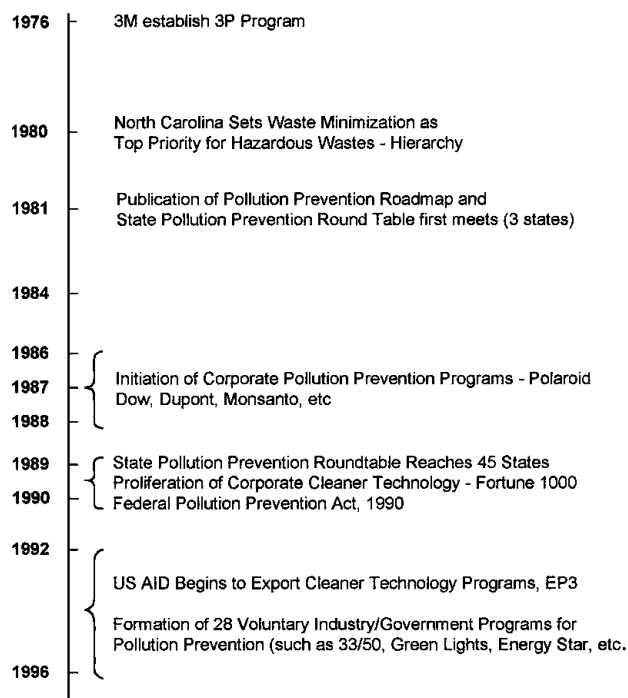 1976 3M establish 3P Program
1980 North Carolina Sets Waste Minimization as
Top Priority for Hazardous Wastes - Hierarchy
1981 Publication of Pollution Prevention Roadmap and
State Pollution Prevention Round Table first meets (3 states)
1984
1986
1987 Initiation of Corporate Pollution Prevention Programs - Polaroid
Dow, Dupont, Monsanto, etc
1988
1989 State Pollution Prevention Roundtable Reaches 45 States
Proliferation of Corporate Cleaner Technology - Fortune 1000
1990 Federal Pollution Prevention Act, 1990
1992
US AID Begins to Export Cleaner Technology Programs, EP3
Formation of 28 Voluntary Industry/Government Programs for
Pollution Prevention (such as 33/50, Green Lights, Energy Star, etc.
1996